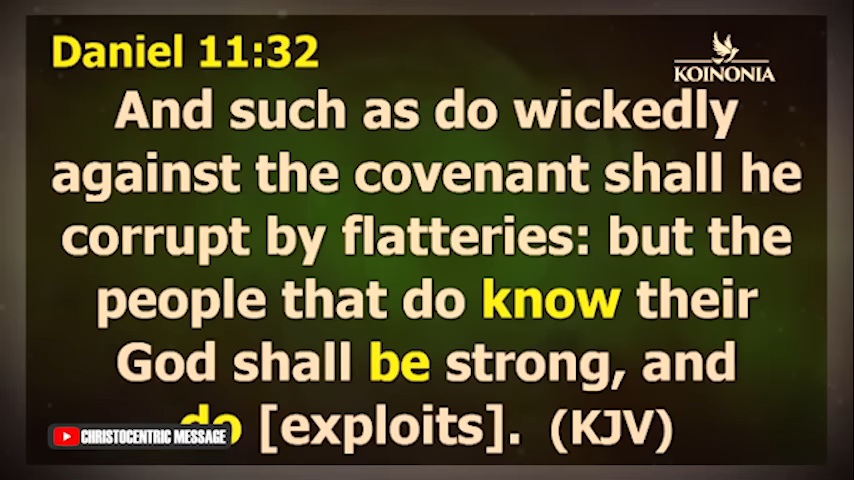 Daniel 11:32
KOINONIA
And such as do wickedly
against the covenant shall he
corrupt by flatteries: but the
people that do know their
God shall be strong, and
do [exploits]. (KJV)
CHRISTOCENTRIC MESSAGE